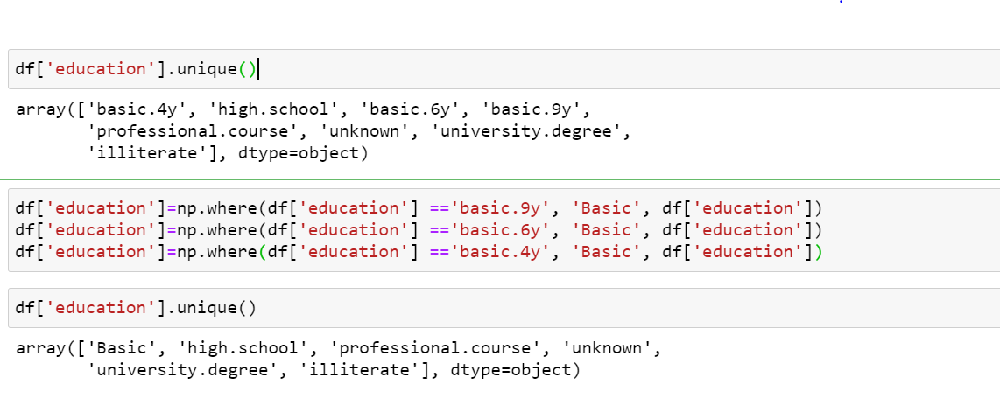 df['education'].unique()
array(['basic.4y', 'high.school', 'basic.6y', 'basic.9y',
       'professional.course', 'unknown', 'university.degree',
       'illiterate'], dtype=object)
df['education']=np.where(df['education'] =='basic.9y', 'Basic', df['education'])
df['education']=np.where(df['education'] =='basic.6y', 'Basic', df['education'])
df['education']=np.where(df['education'] =='basic.4y', 'Basic', df['education'])
df['education'].unique()
array(['Basic', 'high.school', 'professional.course', 'unknown',
       'university.degree', 'illiterate'], dtype=object)